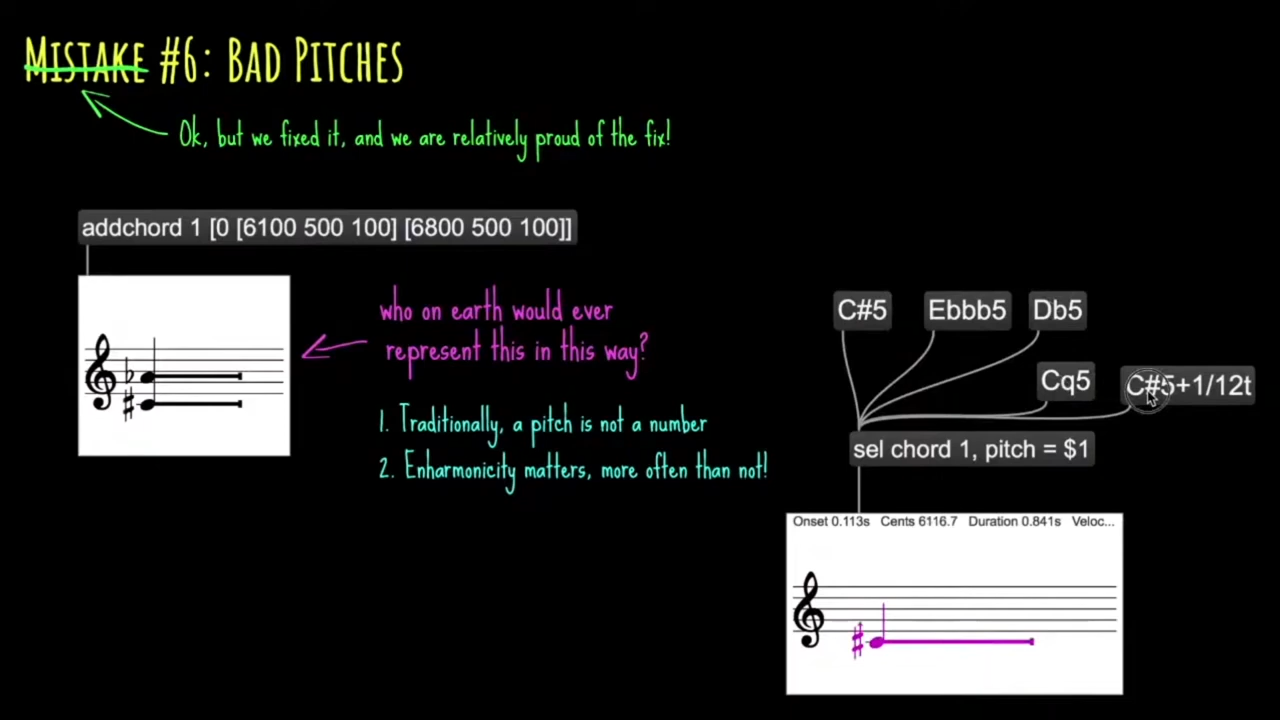 MISTAKE #6: BAD PITCHES
Ok, but we fixed it, and we are relatively proud of the fix!
addchord 1 [0 [6100 500 100] [6800 500 100]]
who on earth would ever
represent this in this way?
1. Traditionally, a pitch is not a number
2. Enharmonicity matters, more often than not!
C#5
Ebbb5
Db5
Cq5
C#5+1/12t
sel chord 1, pitch = $1
Onset 0.113s Cents 6116.7 Duration 0.841s Veloc...